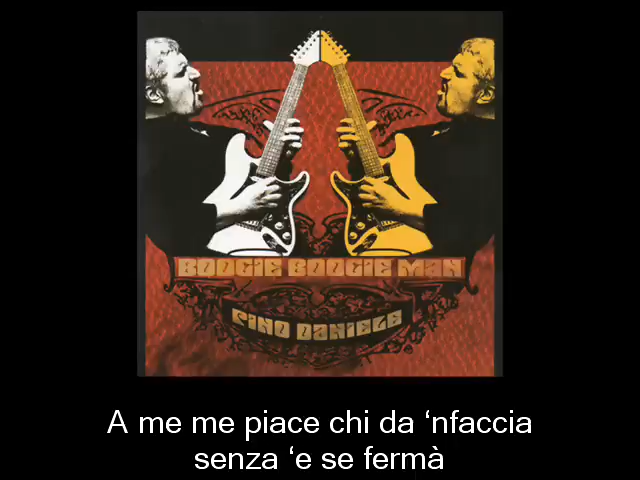 BOOGIE BOOGIE MAN
PINO DANIELE
A me me piace chi da ‘nfaccia
senza ‘e se fermà